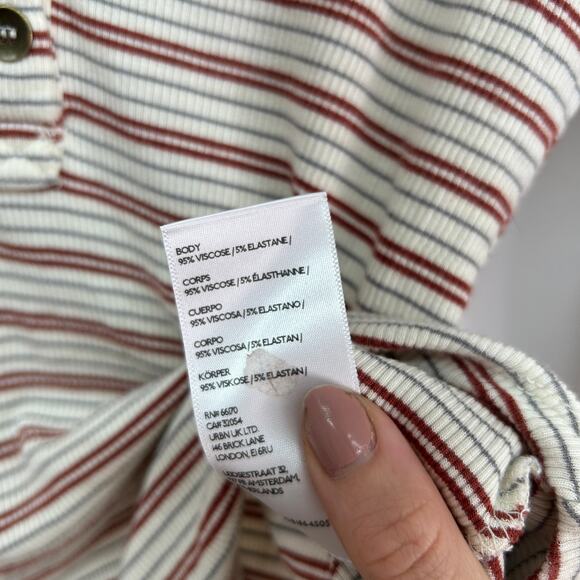 BODY
95% VISCOSE / 5% ELASTANE /
CORPS
95% VISCOSE / 5% ÉLASTHANNE /
CUERPO
95% VISCOSA / 5% ELASTANO /
CORPO
95% VISCOSA / 5% ELASTAN /
KÖRPER
95% VISKOSE / 5% ELASTAN /
RN# 6670
CA# 32054
URBN UK LTD.
146 BRICK LANE
LONDON, E1 6RU
32,
AMSTERDAM,